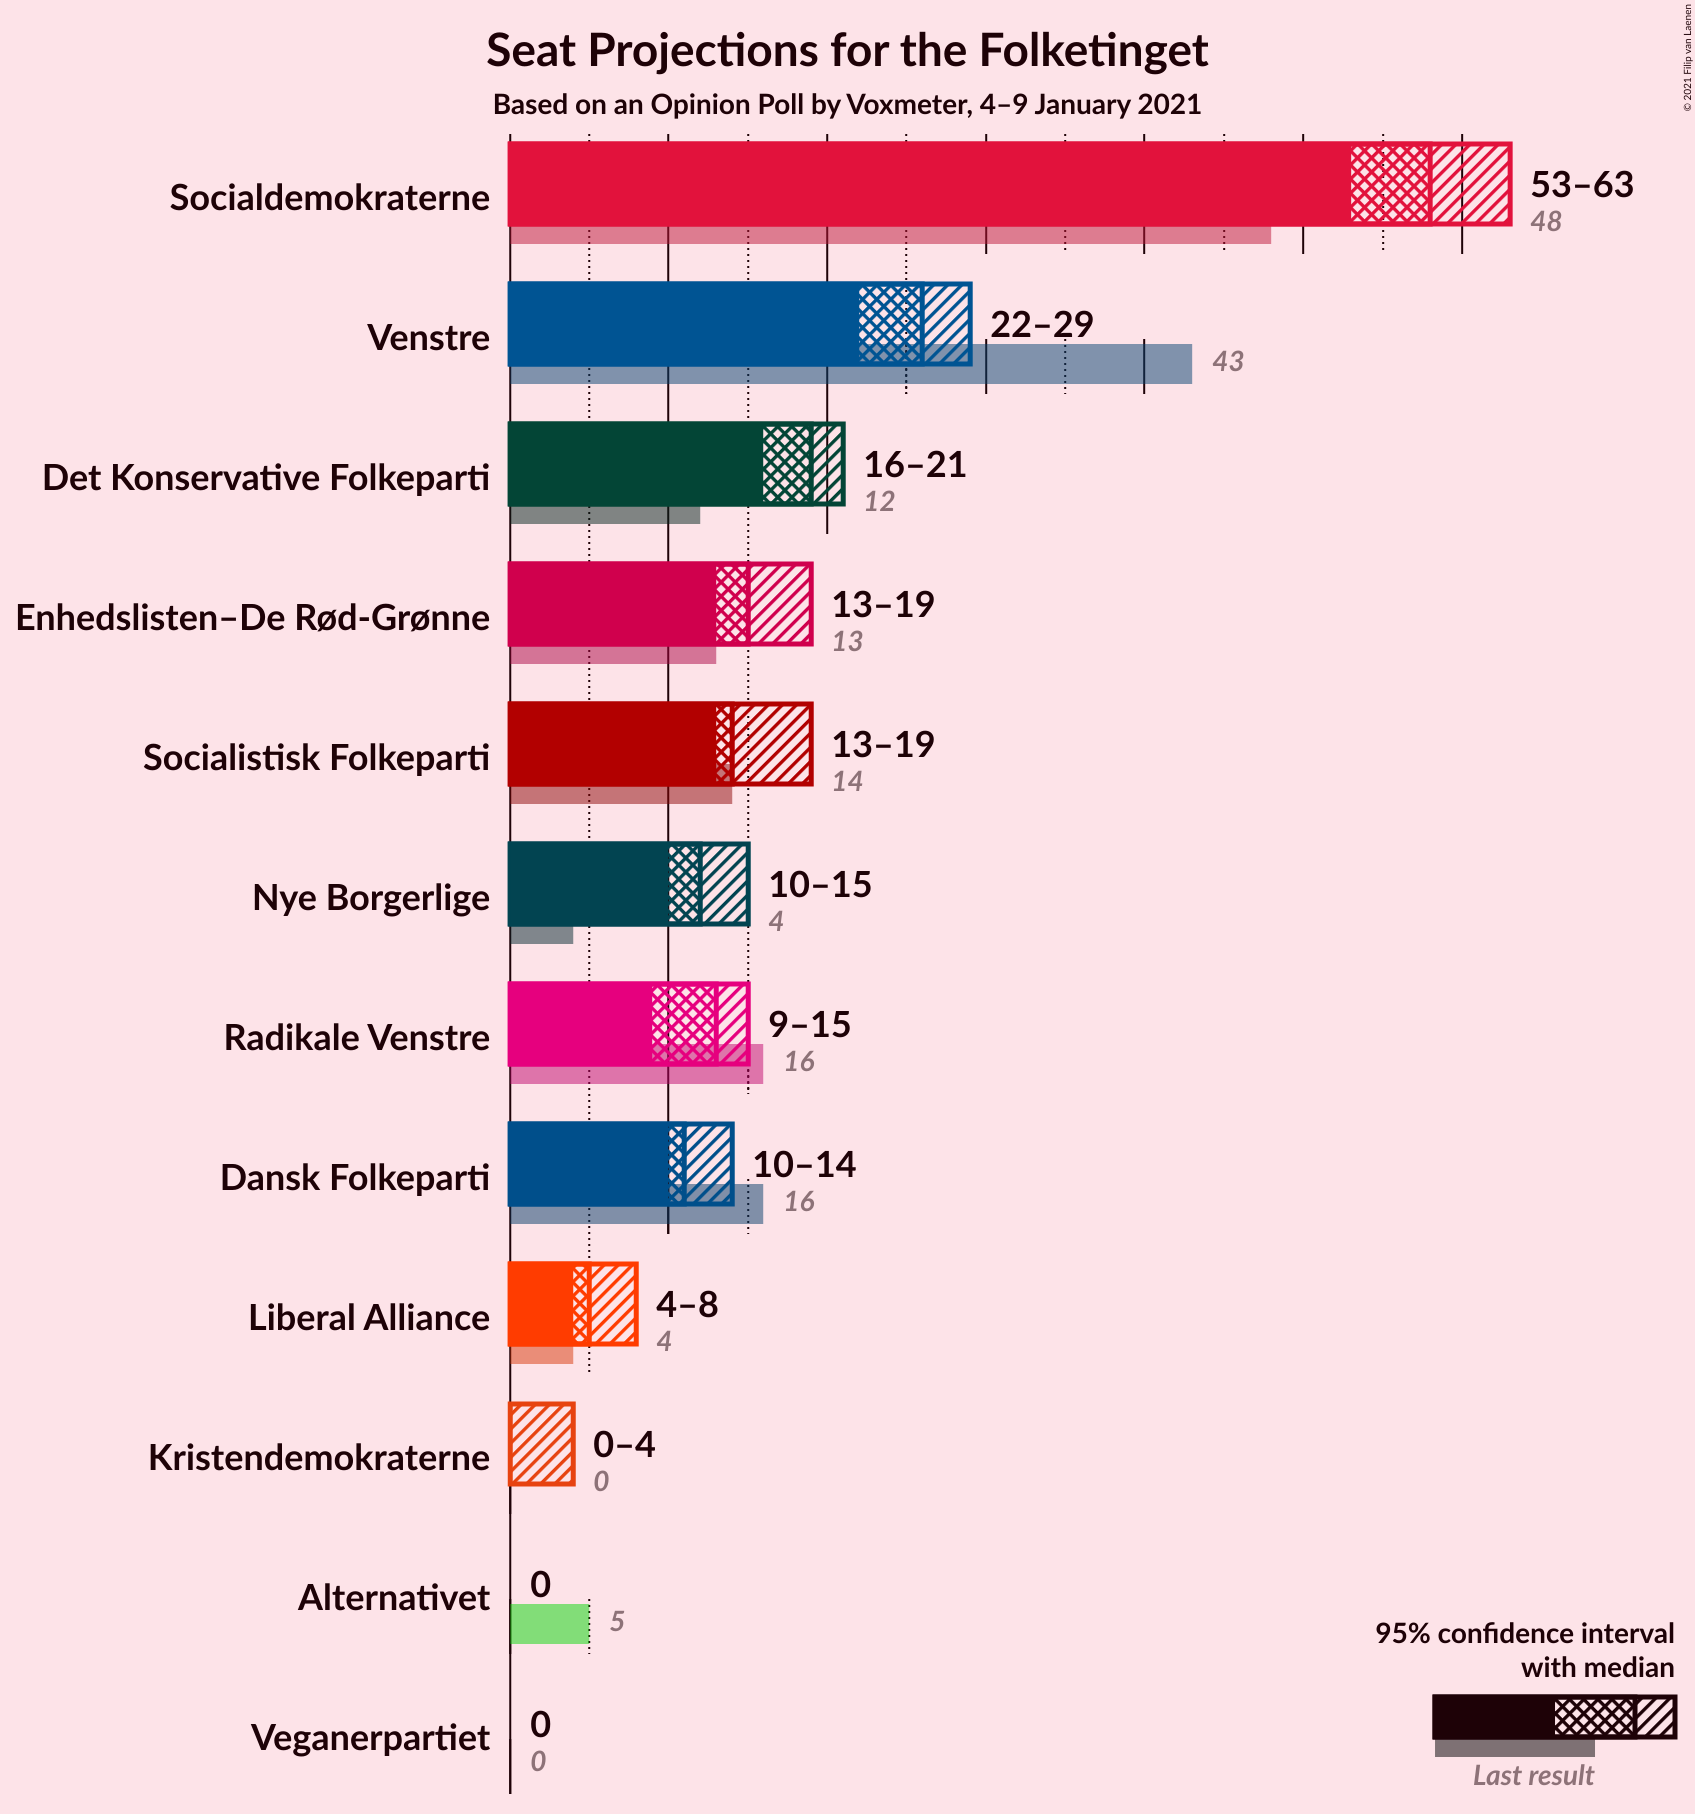 Seat Projections for the Folketinget
Based on an Opinion Poll by Voxmeter, 4–9 January 2021
© 2021 Filip van Laenen
Socialdemokraterne
53–63
48
Venstre
22–29
43
Det Konservative Folkeparti
16–21
12
Enhedslisten–De Rød-Grønne
13–19
13
Socialistisk Folkeparti
13–19
14
Nye Borgerlige
10–15
4
Radikale Venstre
9–15
16
Dansk Folkeparti
10–14
16
Liberal Alliance
4–8
4
Kristendemokraterne
0–4
0
Alternativet
0
5
Veganerpartiet
0
0
95% confidence interval
with median
Last result